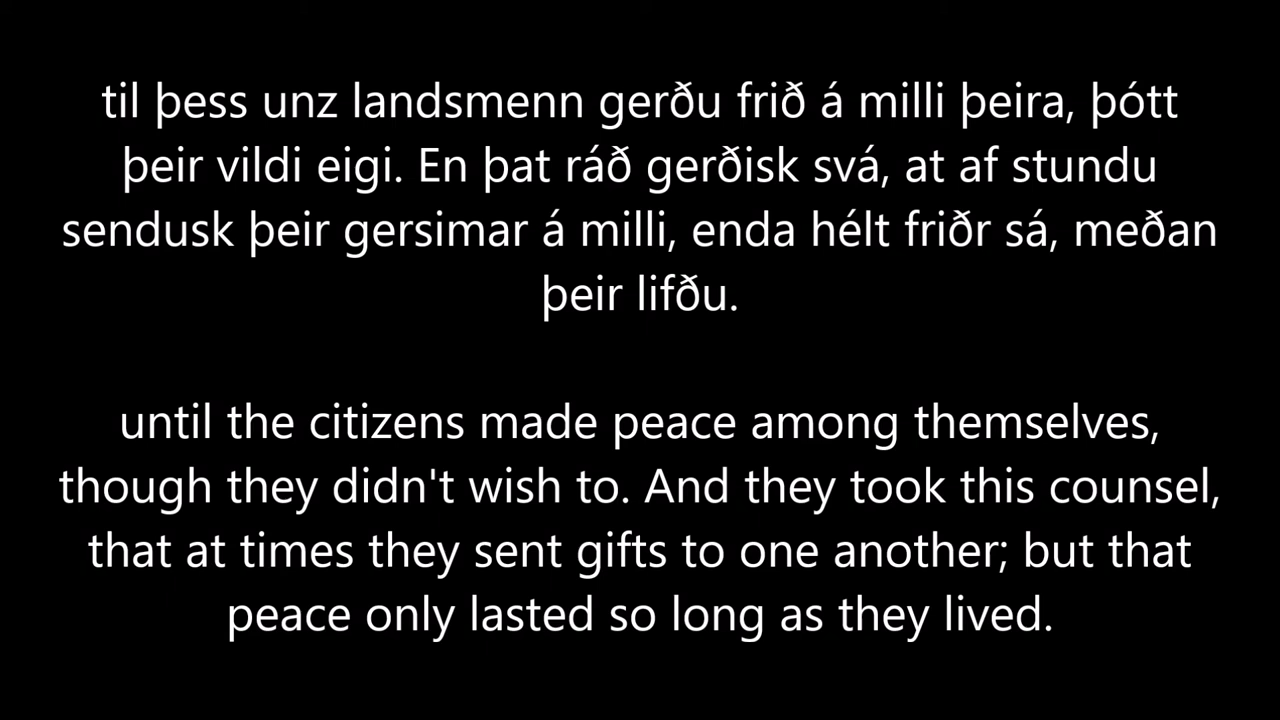 til þess unz landsmenn gerðu frið á milli þeira, þótt
þeir vildi eigi. En þat ráð gerðisk svá, at af stundu
sendusk þeir gersimar á milli, enda hélt friðr sá, meðan
þeir lifðu.
until the citizens made peace among themselves,
though they didn't wish to. And they took this counsel,
that at times they sent gifts to one another; but that
peace only lasted so long as they lived.